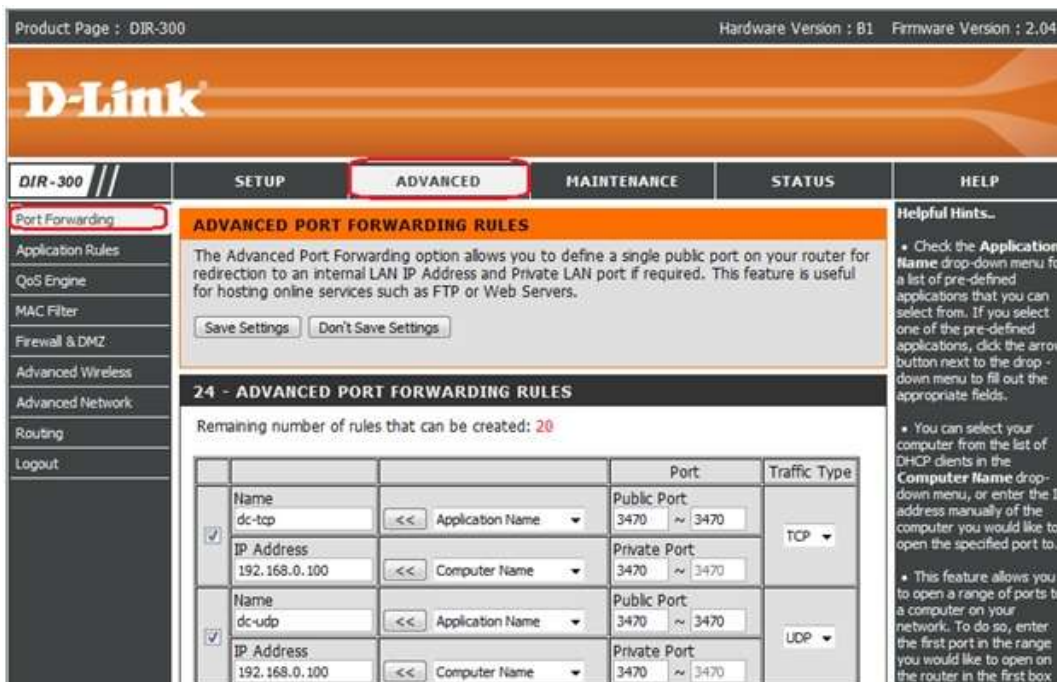 Product Page : DIR-300
Hardware Version : B1 Firmware Version : 2.04
D-Link
DIR-300
SETUP
ADVANCED
MAINTENANCE
STATUS
HELP
Port Forwarding
Application Rules
QoS Engine
MAC Filter
Firewall & DMZ
Advanced Wireless
Advanced Network
Routing
Logout
ADVANCED PORT FORWARDING RULES
The Advanced Port Forwarding option allows you to define a single public port on your router for
redirection to an internal LAN IP Address and Private LAN port if required. This feature is useful
for hosting online services such as FTP or Web Servers.
Save Settings Don't Save Settings
24 - ADVANCED PORT FORWARDING RULES
Remaining number of rules that can be created: 20
Port Traffic Type
Name
dc-tcp
<< Application Name
Public Port
3470 ~ 3470
TCP
IP Address
192.168.0.100
<< Computer Name
Private Port
3470 ~ 3470
Name
dc-udp
<< Application Name
Public Port
3470 ~ 3470
UDP
IP Address
192.168.0.100
<< Computer Name
Private Port
3470 ~ 3470
Helpful Hints..
• Check the Application
Name drop-down menu
a list of pre-defined
applications that you can
select from. If you select
one of the pre-defined
applications, click the
button next to the drop -
down menu to fill out the
appropriate fields.
• You can select your
computer from the list of
DHCP clients in the
Computer Name drop-
down menu, or enter the
address manually of the
computer you would like to
open the specified port to.
• This feature allows you
to open a range of ports
a computer on your
network. To do so, enter
the first port in the range
you would like to open on
the router in the first box